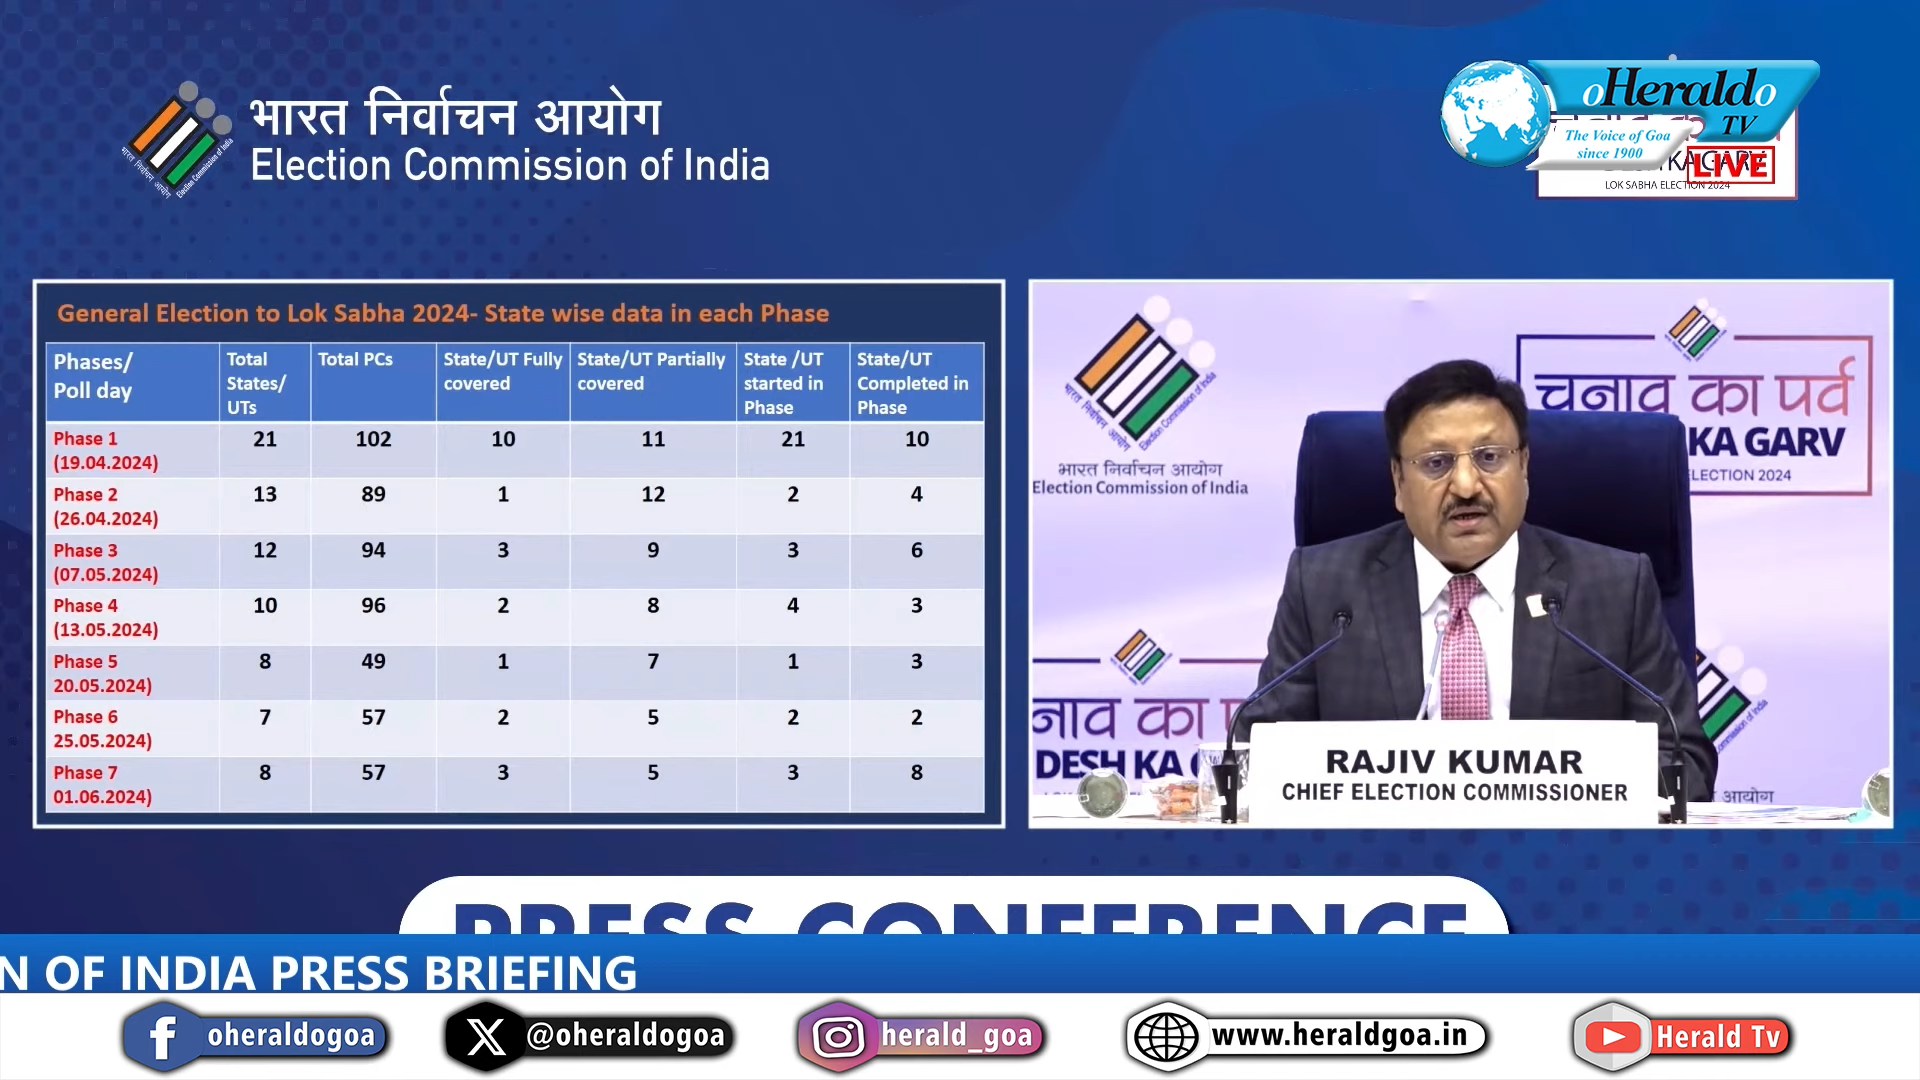 भारत निर्वाचन आयोग
Election Commission of India
oHeraldo
TV
The Voice of Goa
since 1900
LIVE
LOK SABHA ELECTION 2024
General Election to Lok Sabha 2024- State wise data in each Phase
Phases/ Poll day | Total States/ UTs | Total PCs | State/UT Fully covered | State/UT Partially covered | State /UT started in Phase | State/UT Completed in Phase
Phase 1 (19.04.2024) 21 102 10 11 21 10
Phase 2 (26.04.2024) 13 89 1 12 2 4
Phase 3 (07.05.2024) 12 94 3 9 3 6
Phase 4 (13.05.2024) 10 96 2 8 4 3
Phase 5 20.05.2024) 8 49 1 7 1 3
Phase 6 25.05.2024) 7 57 2 5 2 2
Phase 7 01.06.2024) 8 57 3 5 3 8
भारत निर्वाचन आयोग
Election Commission of India
चुनाव का पर्व
KA GARV
ELECTION 2024
का
DESH KA
आयोग
RAJIV KUMAR
CHIEF ELECTION COMMISSIONER
PRESS CONFERENCE
N OF INDIA PRESS BRIEFING
oheraldogoa
@oheraldogoa
herald_goa
www.heraldgoa.in
Herald Tv